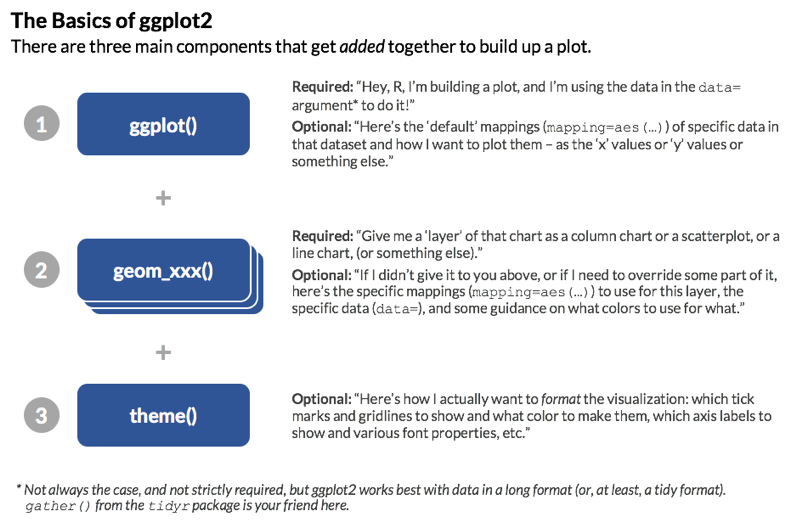 The Basics of ggplot2
There are three main components that get added together to build up a plot.
1
ggplot()
Required: “Hey, R, I’m building a plot, and I’m using the data in the data=
argument* to do it!”
Optional: “Here’s the ‘default’ mappings (mapping=aes(…)) of specific data in
that dataset and how I want to plot them – as the ‘x’ values or ‘y’ values or
something else.”
+
2
geom_xxx()
Required: “Give me a ‘layer’ of that chart as a column chart or a scatterplot, or a
line chart, (or something else).”
Optional: “If I didn’t give it to you above, or if I need to override some part of it,
here’s the specific mappings (mapping=aes(…)) to use for this layer, the
specific data (data=), and some guidance on what colors to use for what.”
+
3
theme()
Optional: “Here’s how I actually want to format the visualization: which tick
marks and gridlines to show and what color to make them, which axis labels to
show and various font properties, etc.”
* Not always the case, and not strictly required, but ggplot2 works best with data in a long format (or, at least, a tidy format).
gather() from the tidyr package is your friend here.